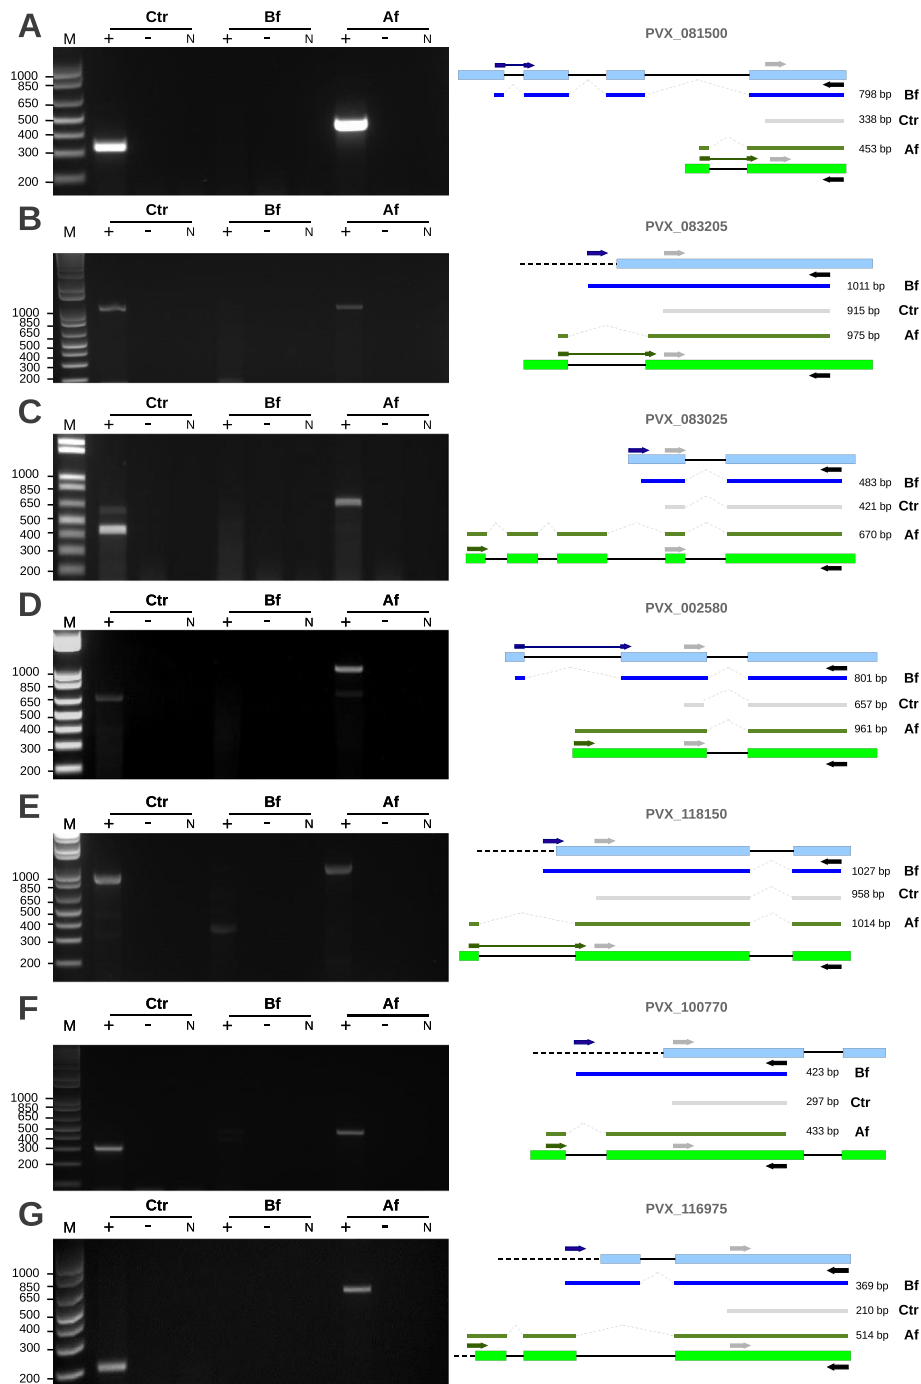 A
Ctr Bf Af
M + - N + - N + - N
1000
850
650
500
400
300
200
PVX_081500
798 bp Bf
338 bp Ctr
453 bp Af
B
Ctr Bf Af
M + - N + - N + - N
1000
850
650
500
400
300
200
PVX_083205
1011 bp Bf
915 bp Ctr
975 bp Af
C
Ctr Bf Af
M + - N + - N + - N
1000
850
650
500
400
300
200
PVX_083025
483 bp Bf
421 bp Ctr
670 bp Af
D
Ctr Bf Af
M + - N + - N + - N
1000
850
650
500
400
300
200
PVX_002580
801 bp Bf
657 bp Ctr
961 bp Af
E
Ctr Bf Af
M + - N + - N + - N
1000
850
650
500
400
300
200
PVX_118150
1027 bp Bf
958 bp Ctr
1014 bp Af
F
Ctr Bf Af
M + - N + - N + - N
1000
850
650
500
400
300
200
PVX_100770
423 bp Bf
297 bp Ctr
433 bp Af
G
Ctr Bf Af
M + - N + - N + - N
1000
850
650
500
400
300
200
PVX_116975
369 bp Bf
210 bp Ctr
514 bp Af